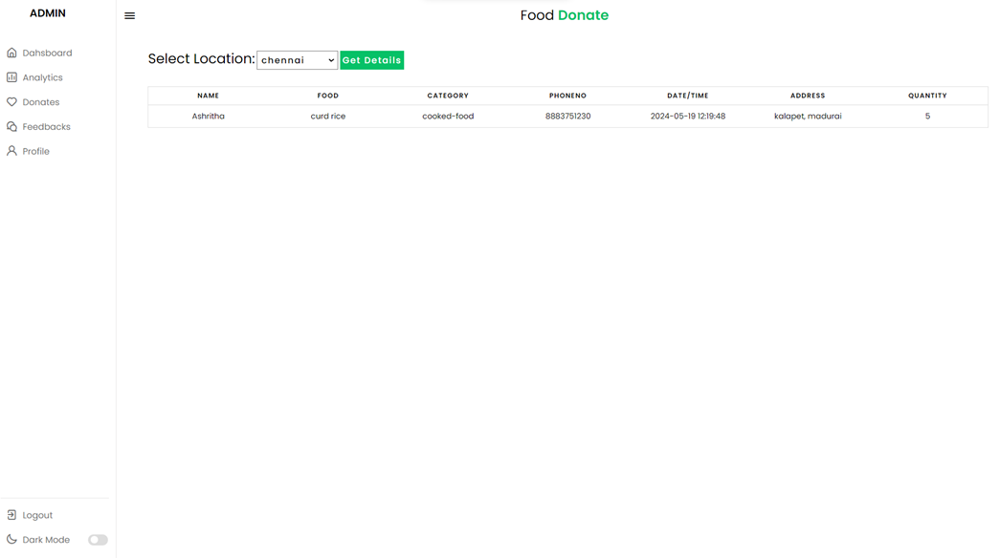 ADMIN
Food Donate
Dahsboard
Analytics
Donates
Feedbacks
Profile
Select Location: chennai Get Details
NAME FOOD CATEGORY PHONENO DATE/TIME ADDRESS QUANTITY
Ashritha curd rice cooked-food 8883751230 2024-05-19 12:19:48 kalapet, madurai 5
Logout
Dark Mode